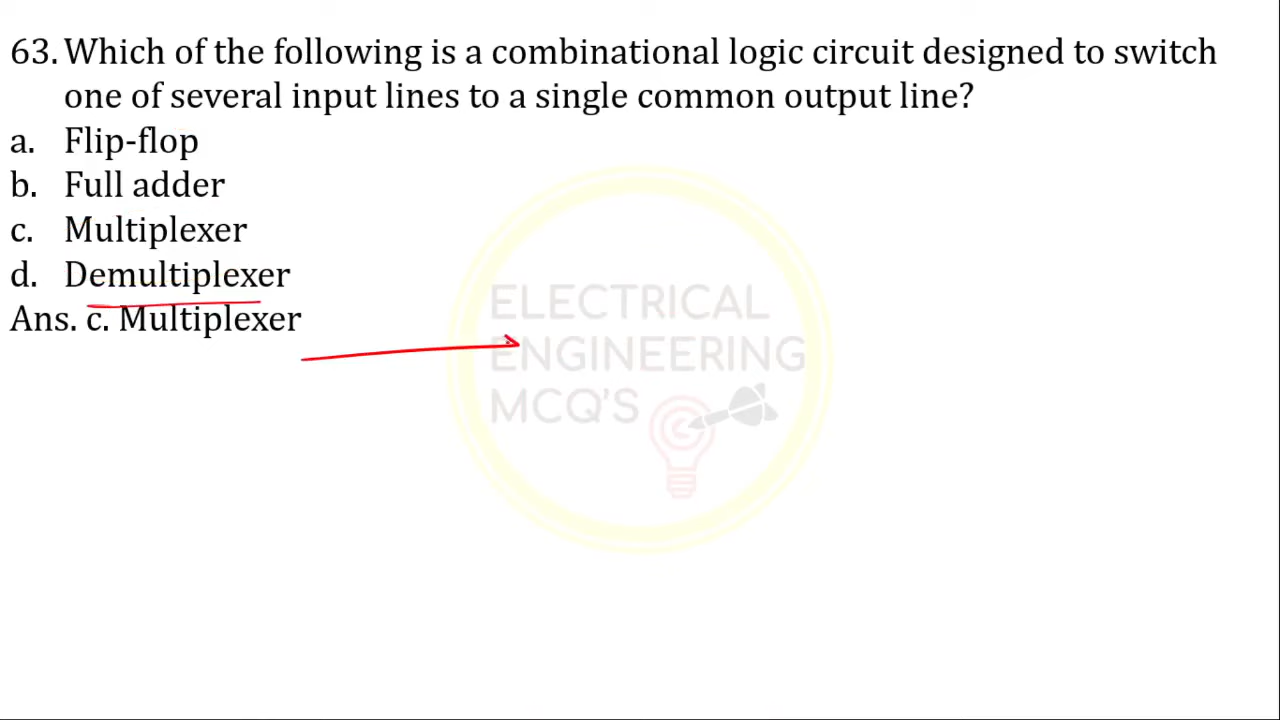 63. Which of the following is a combinational logic circuit designed to switch
one of several input lines to a single common output line?
a. Flip-flop
b. Full adder
c. Multiplexer
d. Demultiplexer
Ans. c. Multiplexer
ELECTRICAL
ENGINEERING
MCQ'S